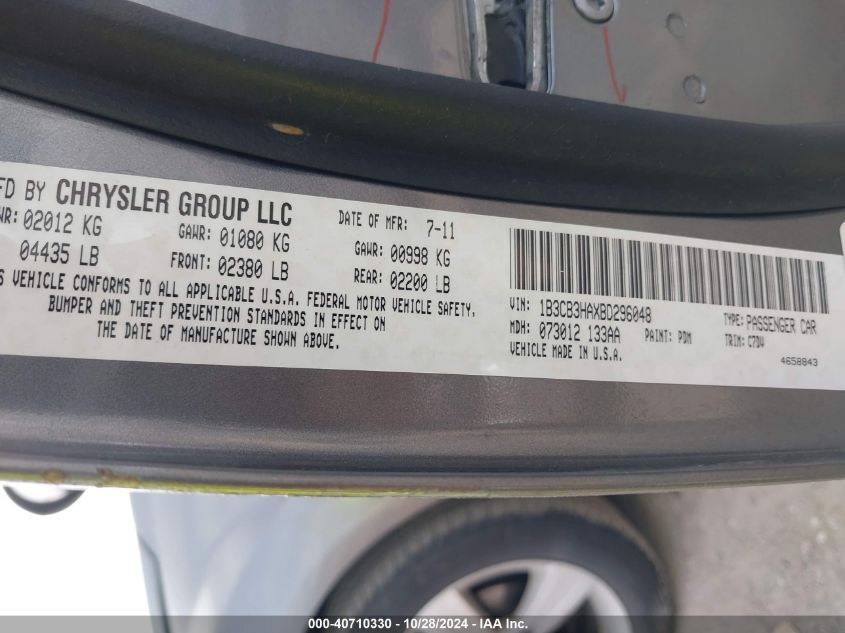 FD BY CHRYSLER GROUP LLC
WR: 02012 KG
04435 LB
GAWR: 01080 KG
FRONT: 02380 LB
DATE OF MFR: 7-11
GAWR: 00998 KG
REAR: 02200 LB
S VEHICLE CONFORMS TO ALL APPLICABLE U.S.A. FEDERAL MOTOR VEHICLE SAFETY,
BUMPER AND THEFT PREVENTION STANDARDS IN EFFECT ON
THE DATE OF MANUFACTURE SHOWN ABOVE.
VIN: 1B3CB3HAXBD296048
TYPE: PASSENGER CAR
MDH: 073012 133AA
PAINT: PDM
TRIM: C7DV
VEHICLE MADE IN U.S.A.
4658843
000-40710330 - 10/28/2024 - IAA Inc.